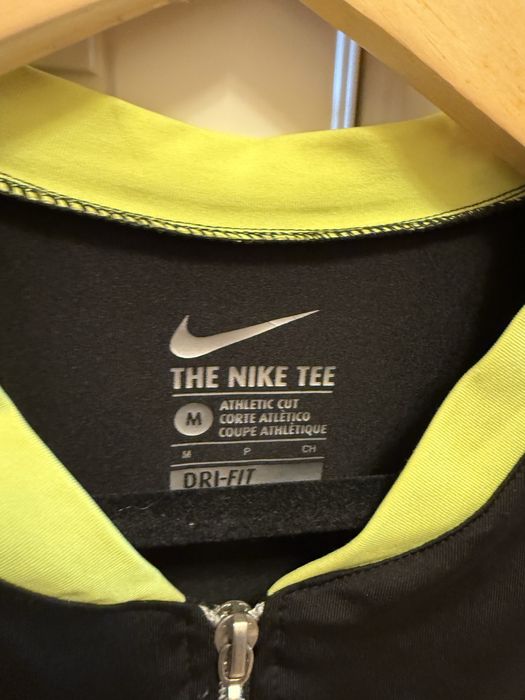 THE NIKE TEE
M
ATHLETIC CUT
CORTE ATLÉTICO
COUPE ATHLÉTIQUE
M P CH
DRI-FIT